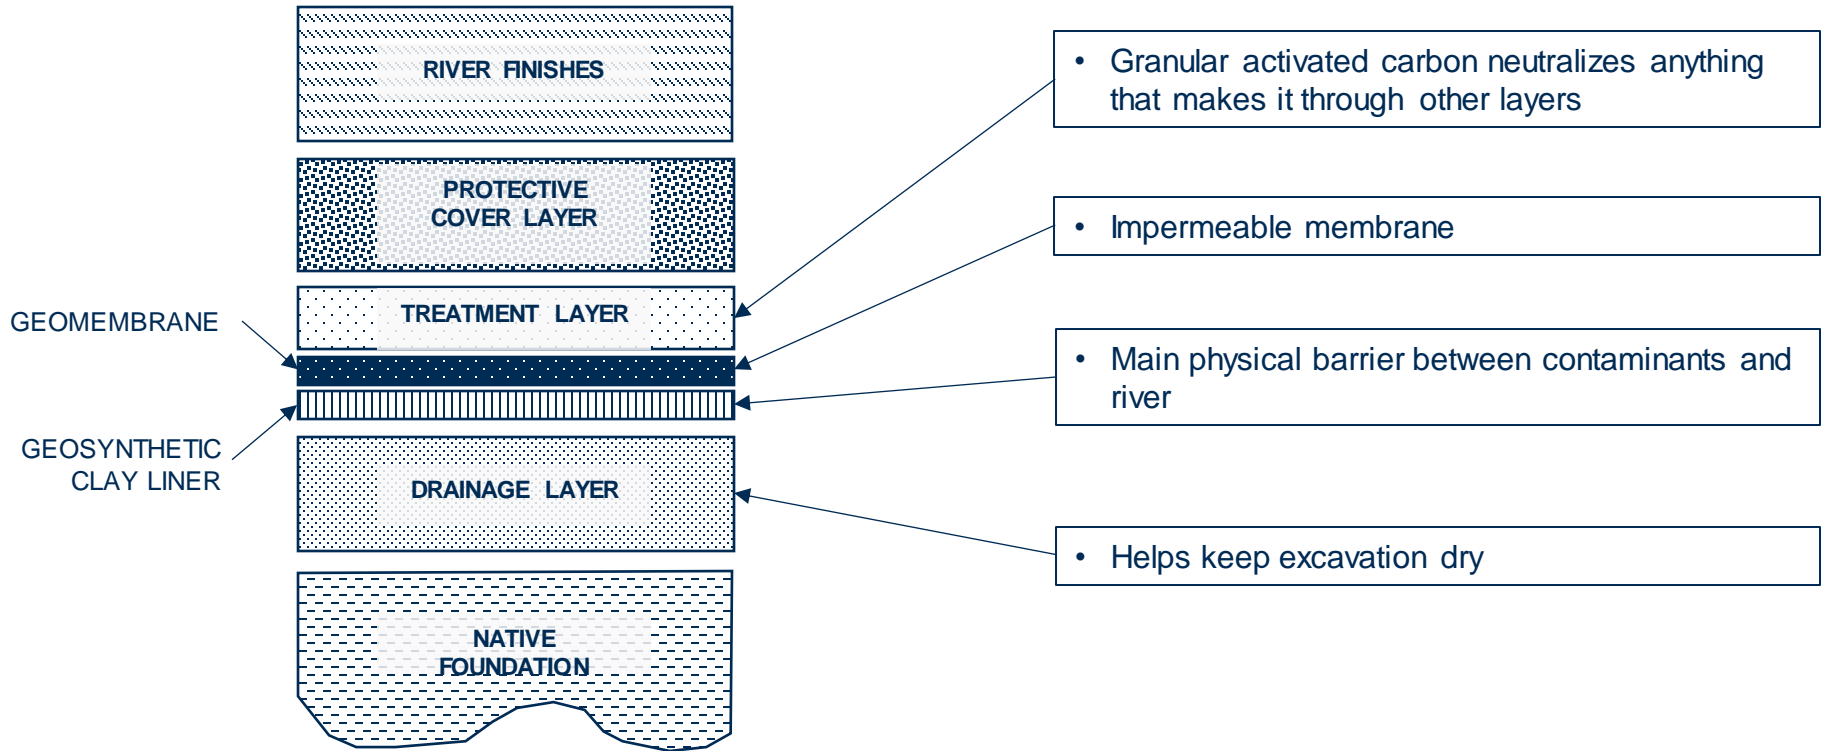 RIVER FINISHES
PROTECTIVE
COVER LAYER
TREATMENT LAYER
GEOMEMBRANE
GEOSYNTHETIC
CLAY LINER
DRAINAGE LAYER
NATIVE
FOUNDATION
• Granular activated carbon neutralizes anything
that makes it through other layers
• Impermeable membrane
• Main physical barrier between contaminants and
river
• Helps keep excavation dry